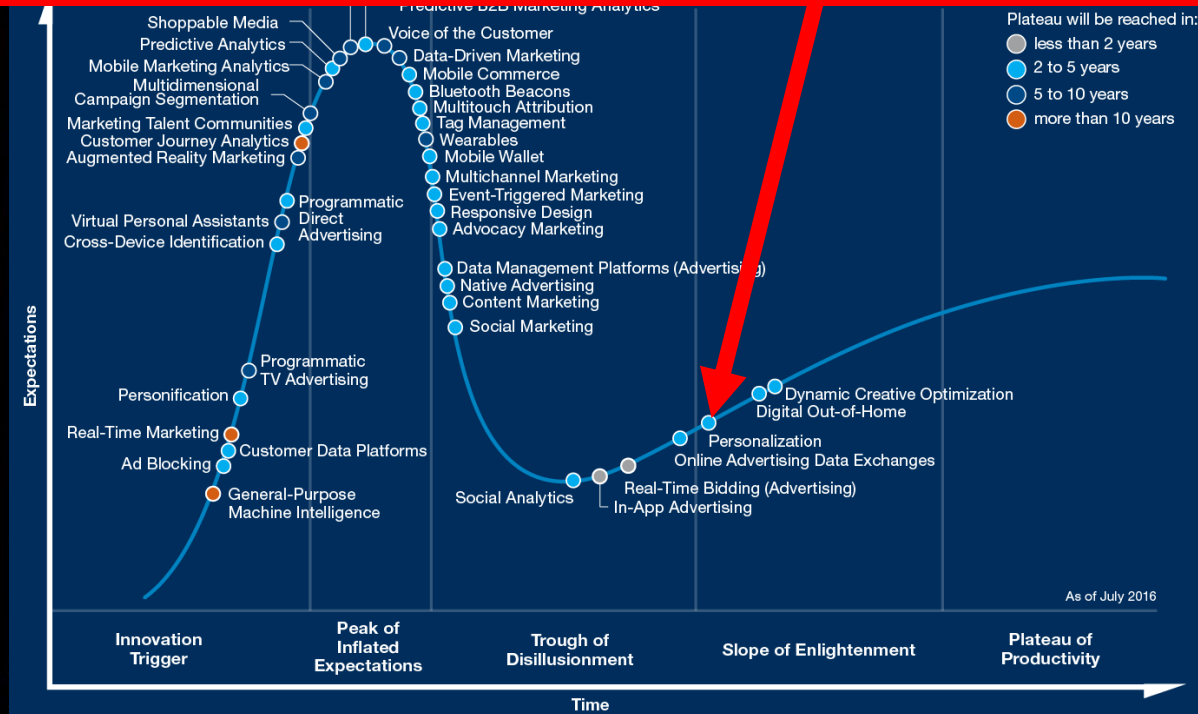 Predictive B2B Marketing Analytics
Shoppable Media
Predictive Analytics
Mobile Marketing Analytics
Multidimensional
Campaign Segmentation
Marketing Talent Communities
Customer Journey Analytics
Augmented Reality Marketing
Virtual Personal Assistants
Cross-Device Identification
Programmatic
Direct
Advertising
Programmatic
TV Advertising
Personification
Real-Time Marketing
Customer Data Platforms
Ad Blocking
General-Purpose
Machine Intelligence
Voice of the Customer
Data-Driven Marketing
Mobile Commerce
Bluetooth Beacons
Multitouch Attribution
Tag Management
Wearables
Mobile Wallet
Multichannel Marketing
Event-Triggered Marketing
Responsive Design
Advocacy Marketing
Data Management Platforms (Advertising)
Native Advertising
Content Marketing
Social Marketing
Social Analytics
In-App Advertising
Real-Time Bidding (Advertising)
Online Advertising Data Exchanges
Personalization
Digital Out-of-Home
Dynamic Creative Optimization
Plateau will be reached in:
less than 2 years
2 to 5 years
5 to 10 years
more than 10 years
As of July 2016
Expectations
Innovation
Trigger
Peak of
Inflated
Expectations
Trough of
Disillusionment
Slope of Enlightenment
Plateau of
Productivity
Time